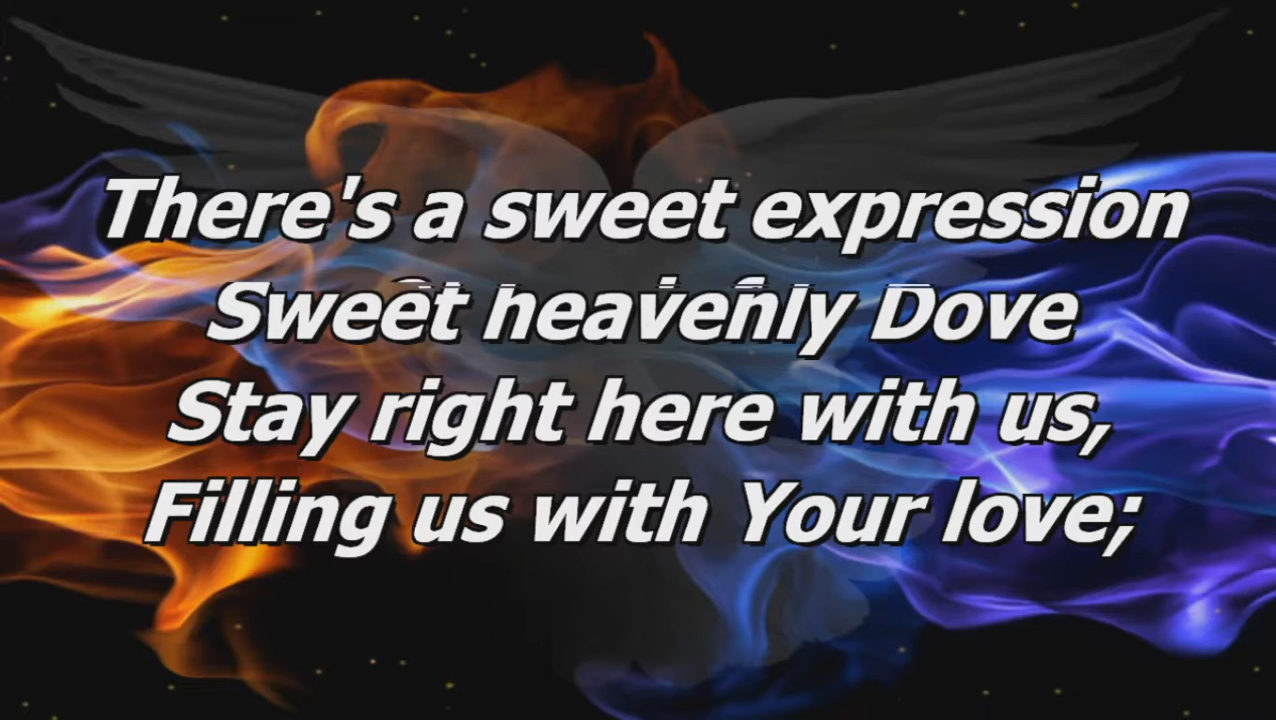 There's a sweet expression
Sweet heavenly Dove
Stay right here with us,
Filling us with Your love;